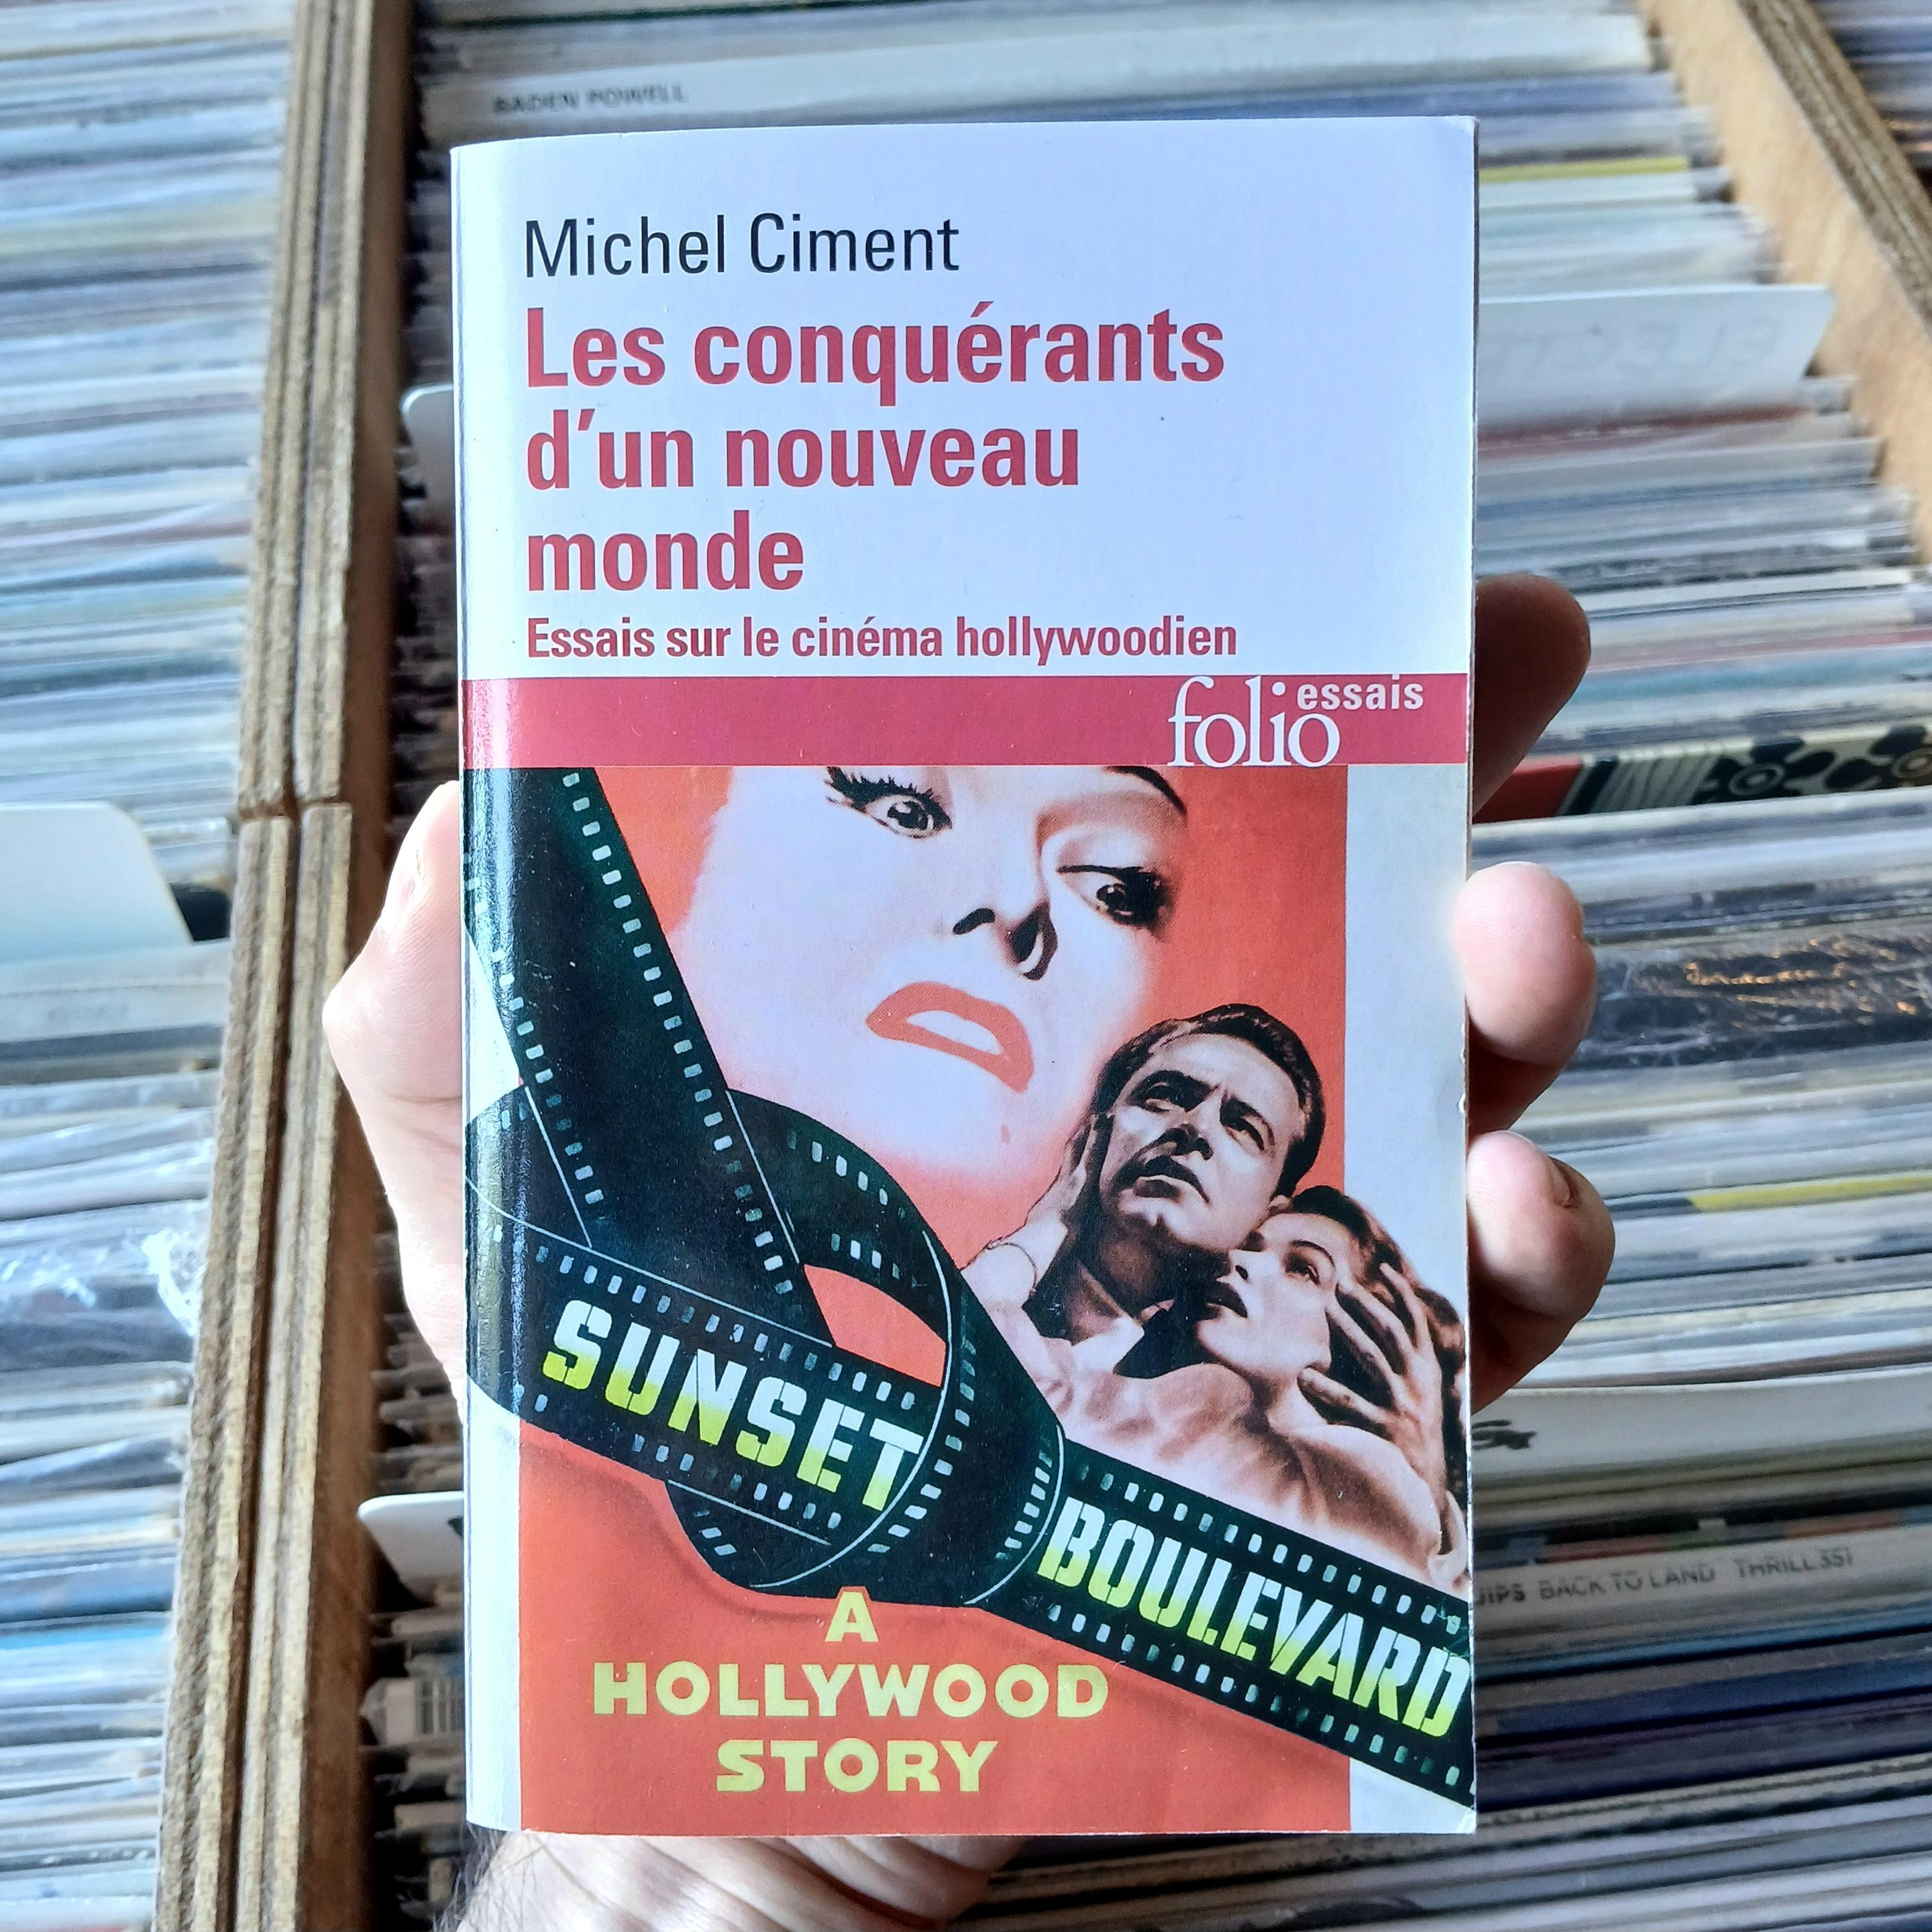 BADEN POWELL
Michel Ciment
Les conquérants
d'un nouveau
monde
Essais sur le cinéma hollywoodien
folio essais
SUNSET
BOULEVARD
A
HOLLYWOOD
STORY
BACK TO LAND THRILL 351